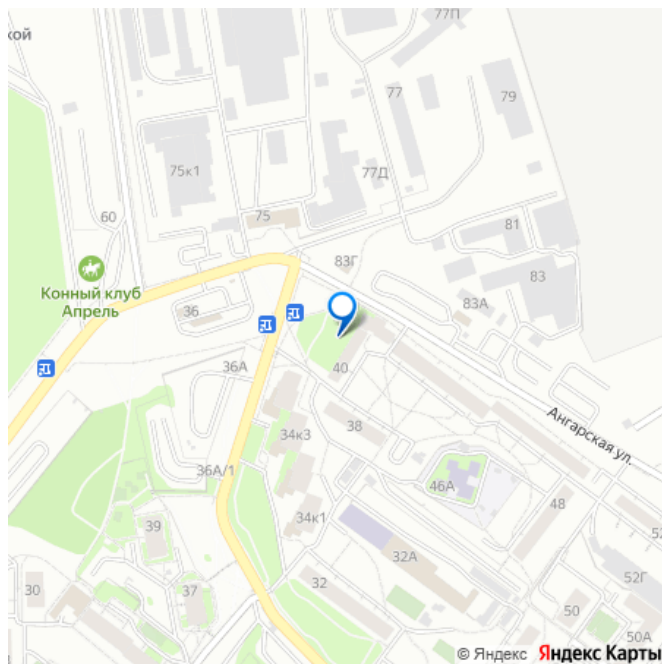 77П
кой
77
79
75к1
77Д
60
75
81
83Г
83
Конный клуб
Апрель
83А
36
36А
40
Ангарская ул.
38
34к3
36А/1
46А
48
34к1
39
52
32А
52Г
32
37
30
50
50А
© Яндекс Яндекс Карты